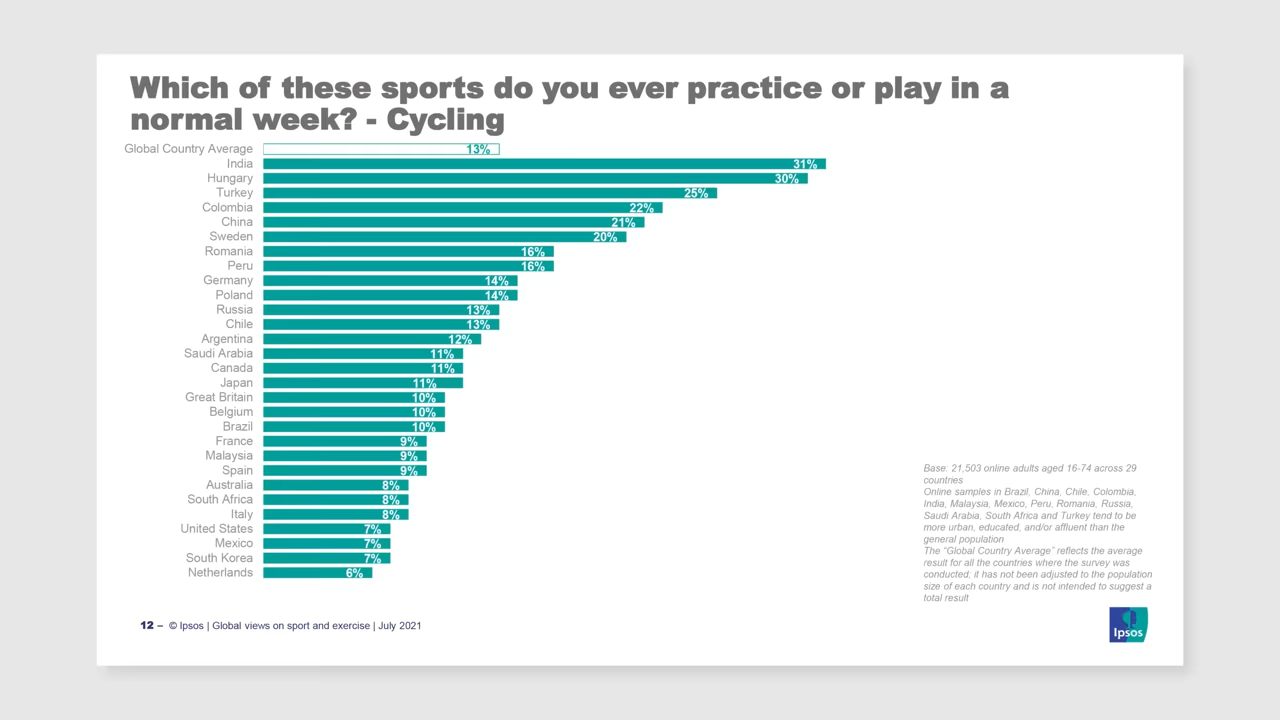 Which of these sports do you ever practice or play in a
normal week? - Cycling
Global Country Average 13%
India 31%
Hungary 30%
Turkey 25%
Colombia 22%
China 21%
Sweden 20%
Romania 16%
Peru 16%
Germany 14%
Poland 14%
Russia 13%
Chile 13%
Argentina 12%
Saudi Arabia 11%
Canada 11%
Japan 11%
Great Britain 10%
Belgium 10%
Brazil 10%
France 9%
Malaysia 9%
Spain 9%
Australia 8%
South Africa 8%
Italy 8%
United States 7%
Mexico 7%
South Korea 7%
Netherlands 6%
Base: 21,503 online adults aged 16-74 across 29
countries
Online samples in Brazil, China, Chile, Colombia,
India, Malaysia, Mexico, Peru, Romania, Russia,
Saudi Arabia, South Africa and Turkey tend to be
more urban, educated, and/or affluent than the
general population
The “Global Country Average” reflects the average
result for all the countries where the survey was
conducted; it has not been adjusted to the population
size of each country and is not intended to suggest a
total result
12 – © Ipsos | Global views on sport and exercise | July 2021
Ipsos